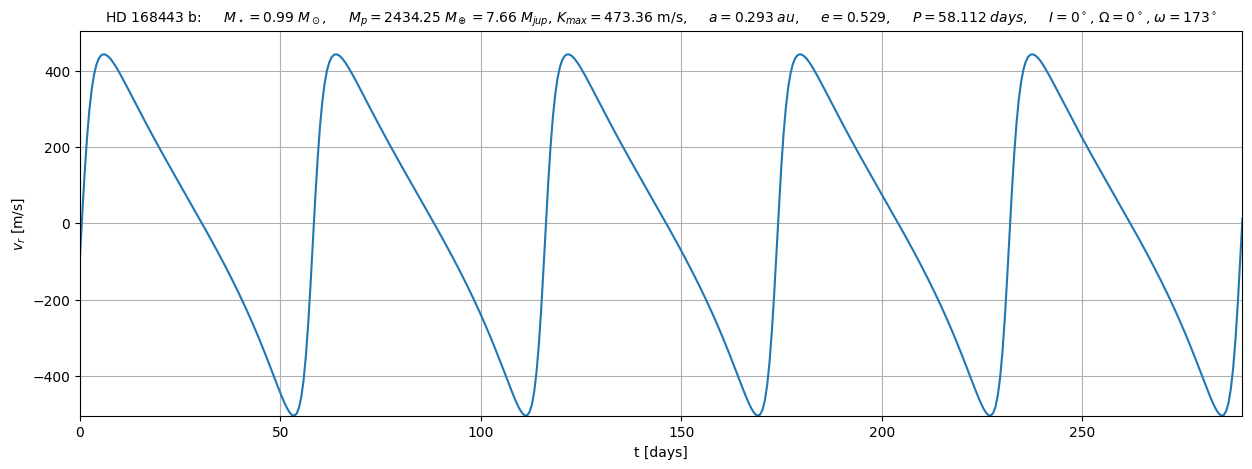 HD 168443 b: M⋆ = 0.99 M⊙, Mp = 2434.25 M⊕ = 7.66 Mjup, Kmax = 473.36 m/s, a = 0.293 au, e = 0.529, P = 58.112 days, I = 0°, Ω = 0°, ω = 173°
400
200
0
−200
−400
vr [m/s]
0 50 100 150 200 250
t [days]